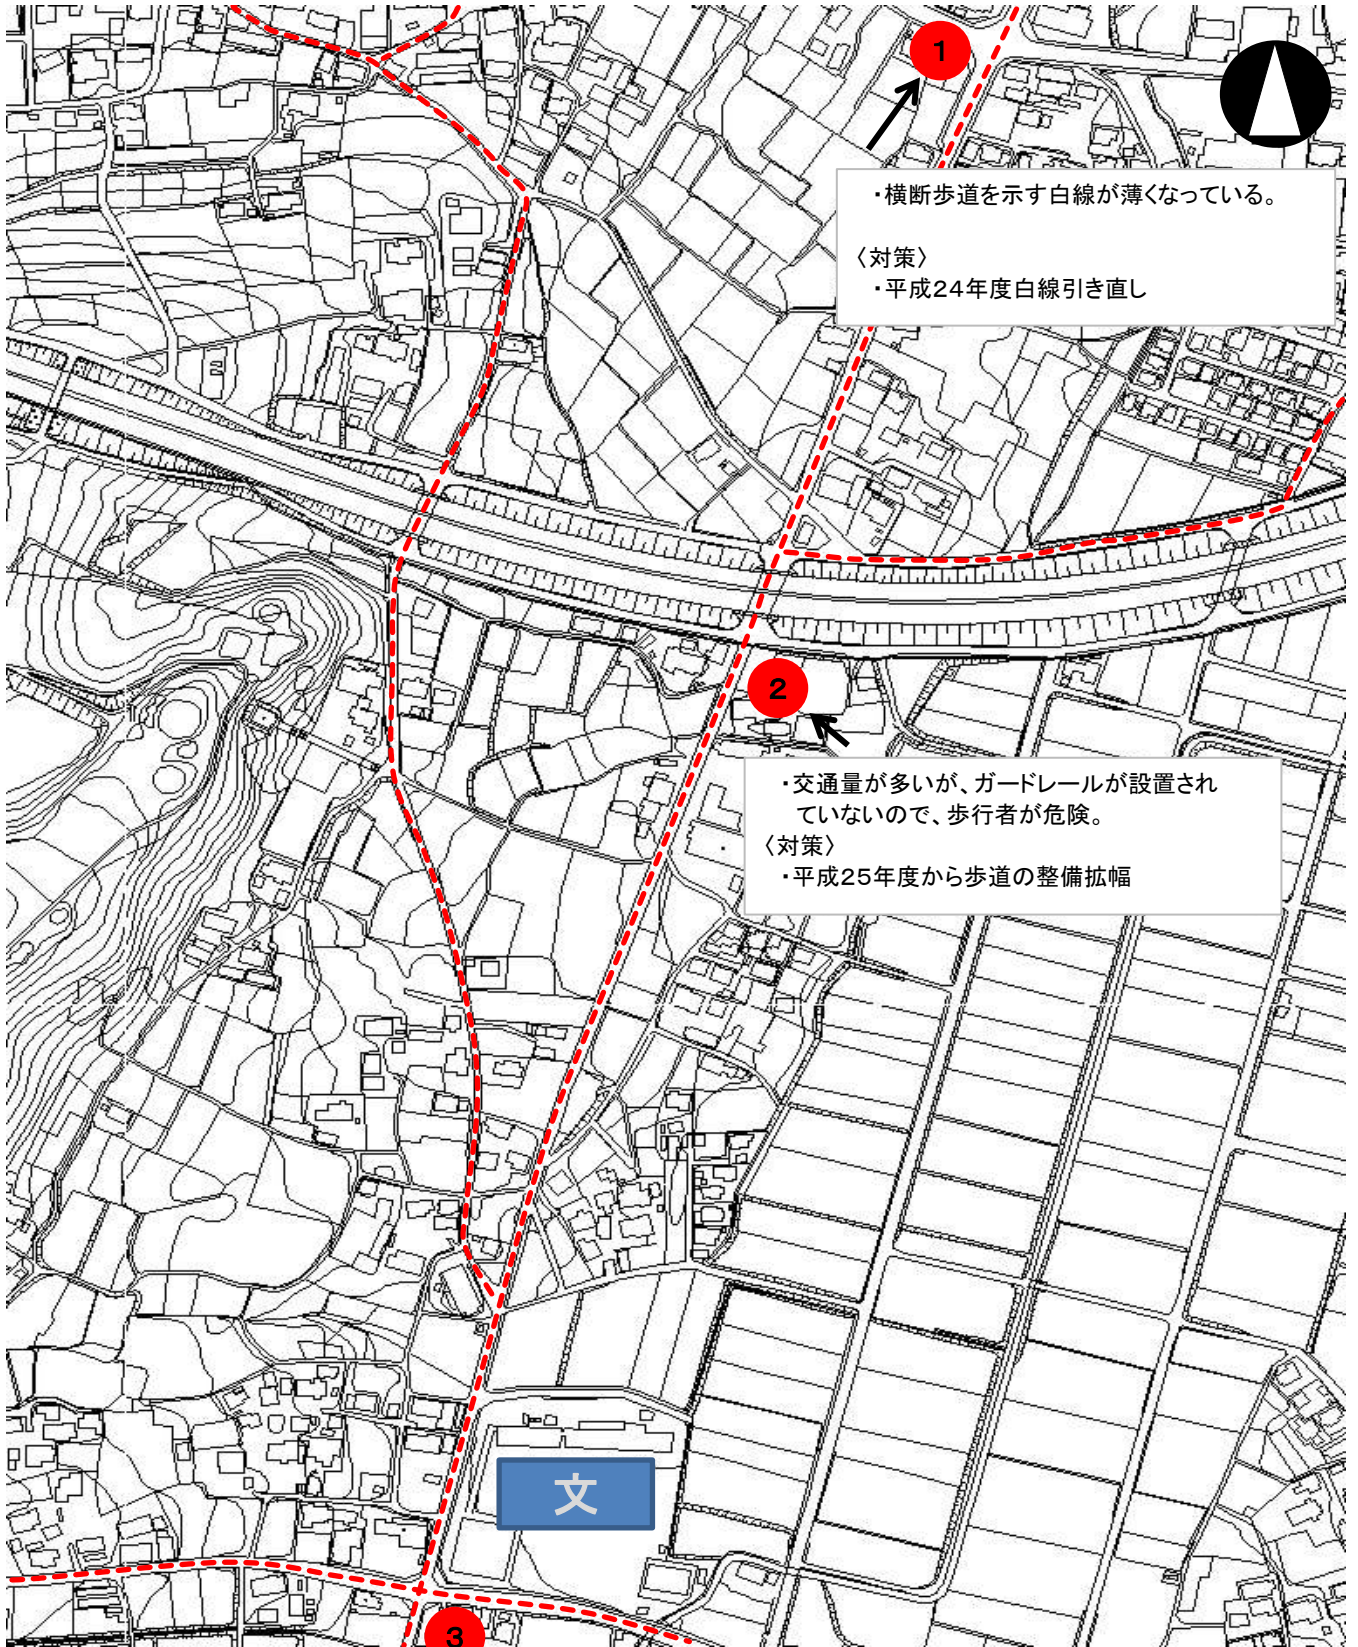 1
・横断歩道を示す白線が薄くなっている。
〈対策〉
・平成24年度白線引き直し
2
・交通量が多いが、ガードレールが設置され
ていないので、歩行者が危険。
〈対策〉
・平成25年度から歩道の整備拡幅
文
3